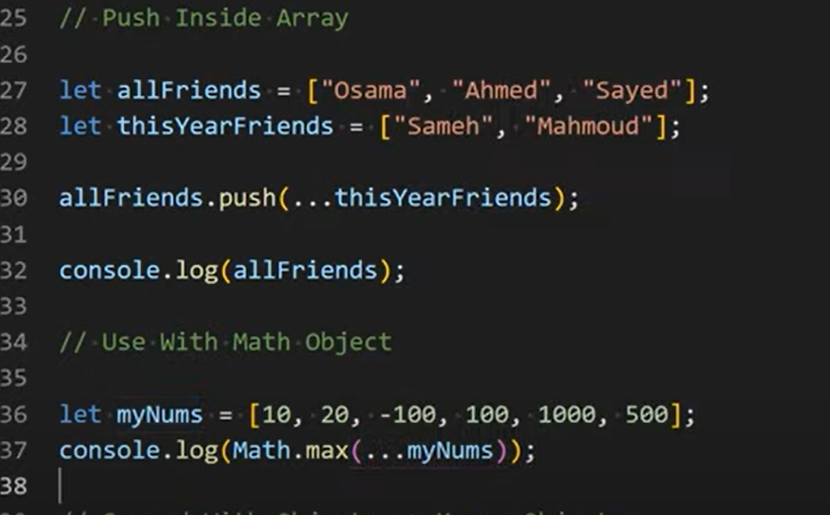 25 // Push Inside Array
26
27 let allFriends = ["Osama", "Ahmed", "Sayed"];
28 let thisYearFriends = ["Sameh", "Mahmoud"];
29
30 allFriends.push(...thisYearFriends);
31
32 console.log(allFriends);
33
34 // Use With Math Object
35
36 let myNums = [10, 20, -100, 100, 1000, 500];
37 console.log(Math.max(...myNums));
38